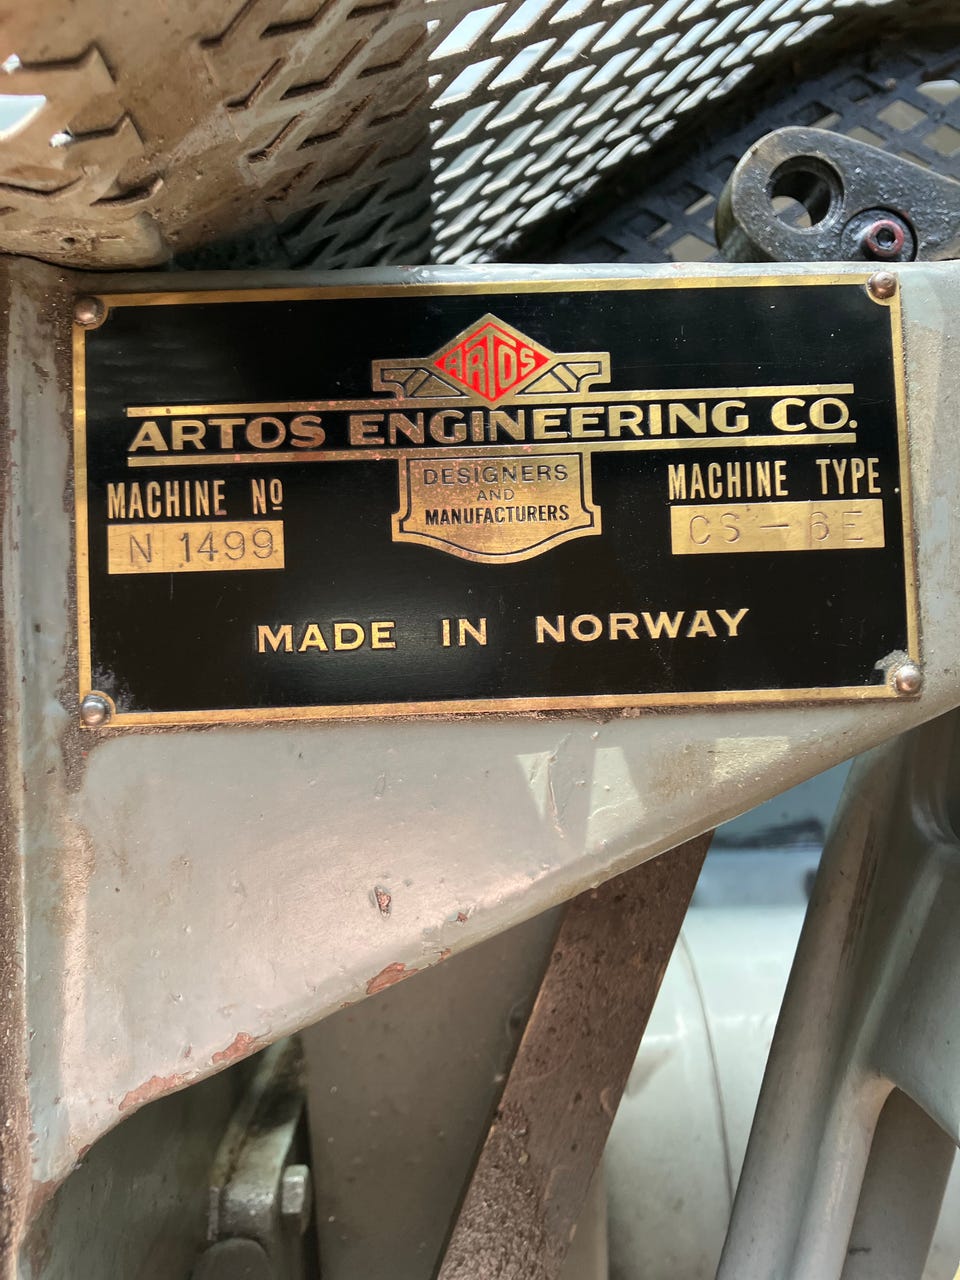 ARTOS
ARTOS ENGINEERING CO.
DESIGNERS
AND
MANUFACTURERS
MACHINE Nº
N 1499
MACHINE TYPE
CS - 6E
MADE IN NORWAY